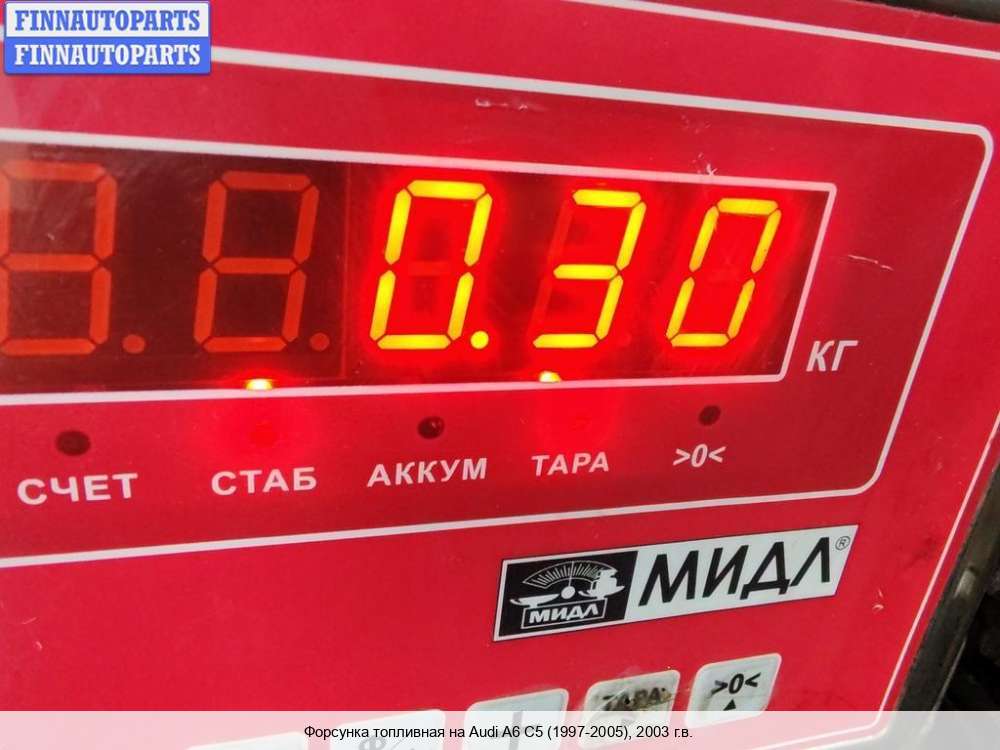 FINNAUTOPARTS
FINNAUTOPARTS
0.30
КГ
СЧЕТ СТАБ АККУМ ТАРА >0<
МИДЛ МИДЛ®
ТАРА >0<
Форсунка топливная на Audi A6 C5 (1997-2005), 2003 г.в.